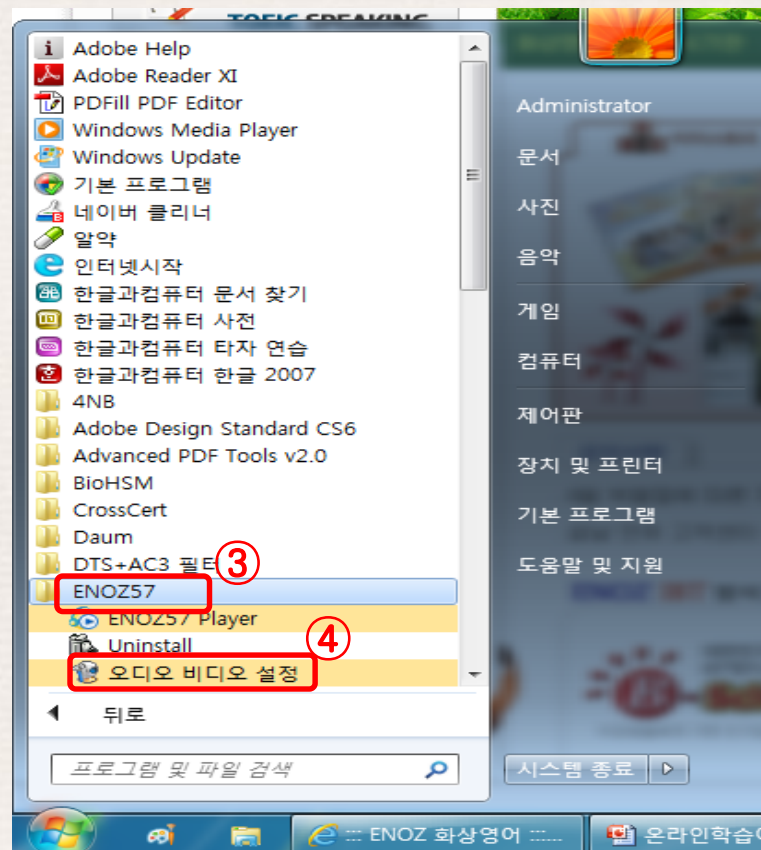 TOEIC SPEAKING
Adobe Help
Adobe Reader XI
PDFill PDF Editor
Windows Media Player
Windows Update
기본 프로그램
네이버 클리너
알약
인터넷시작
한글과컴퓨터 문서 찾기
한글과컴퓨터 사전
한글과컴퓨터 타자 연습
한글과컴퓨터 한글 2007
4NB
Adobe Design Standard CS6
Advanced PDF Tools v2.0
BioHSM
CrossCert
Daum
DTS+AC3 필터
③
ENOZ57
ENOZ57 Player
Uninstall
④
오디오 비디오 설정
뒤로
프로그램 및 파일 검색
Administrator
문서
사진
음악
게임
컴퓨터
제어판
장치 및 프린터
기본 프로그램
도움말 및 지원
시스템 종료
::: ENOZ 화상영어 :::...
온라인학습